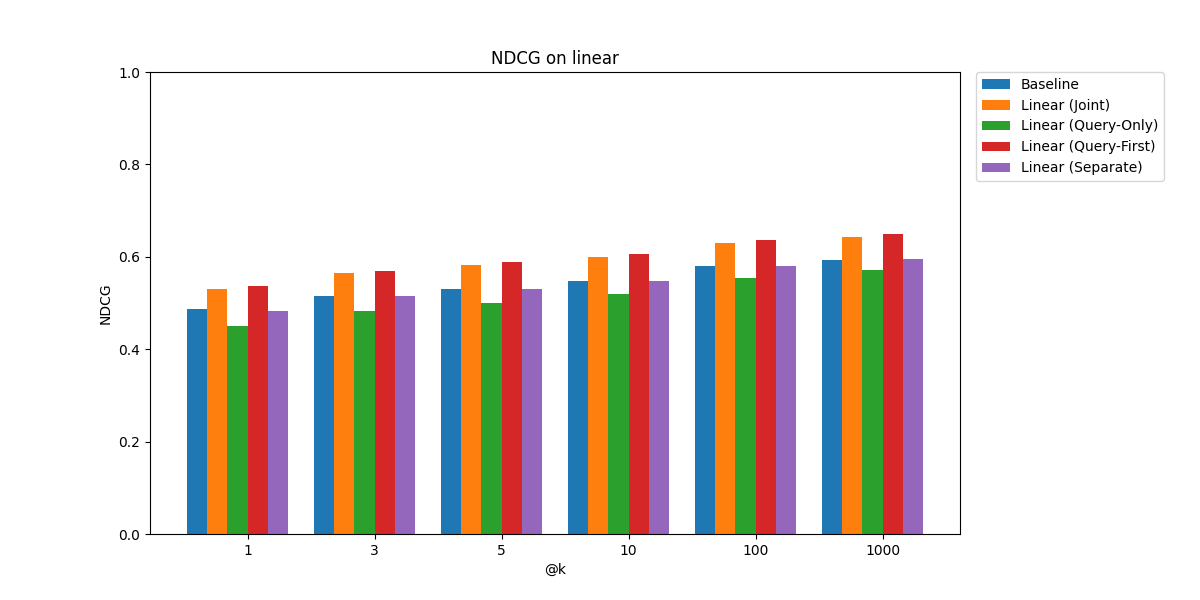 NDCG on linear
1.0
0.8
0.6
0.4
0.2
0.0
NDCG
1 3 5 10 100 1000
@k
Baseline
Linear (Joint)
Linear (Query-Only)
Linear (Query-First)
Linear (Separate)